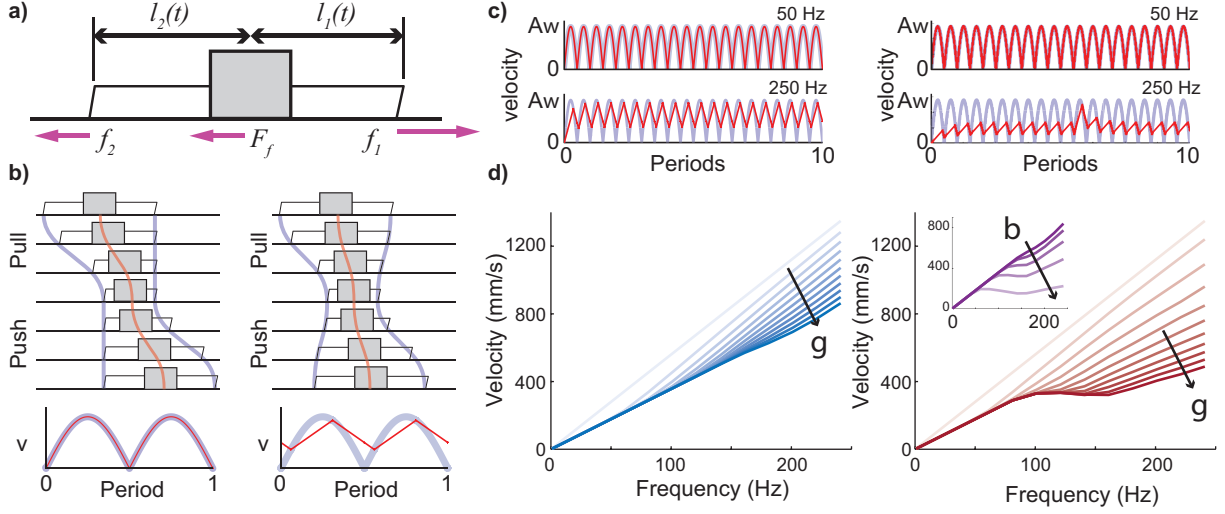 a)
l₂(t)
l₁(t)
f₂
F_f
f₁
b)
Pull
Push
v
0
Period
1
0
Period
1
c)
velocity
Aw
0
50 Hz
Aw
0
250 Hz
0
Periods
10
velocity
Aw
0
50 Hz
Aw
0
250 Hz
0
Periods
10
Pull
Push
d)
Velocity (mm/s)
1200
800
400
0
g
0
100
200
Frequency (Hz)
Velocity (mm/s)
1200
800
400
0
800
400
0
b
0
200
g
0
100
200
Frequency (Hz)